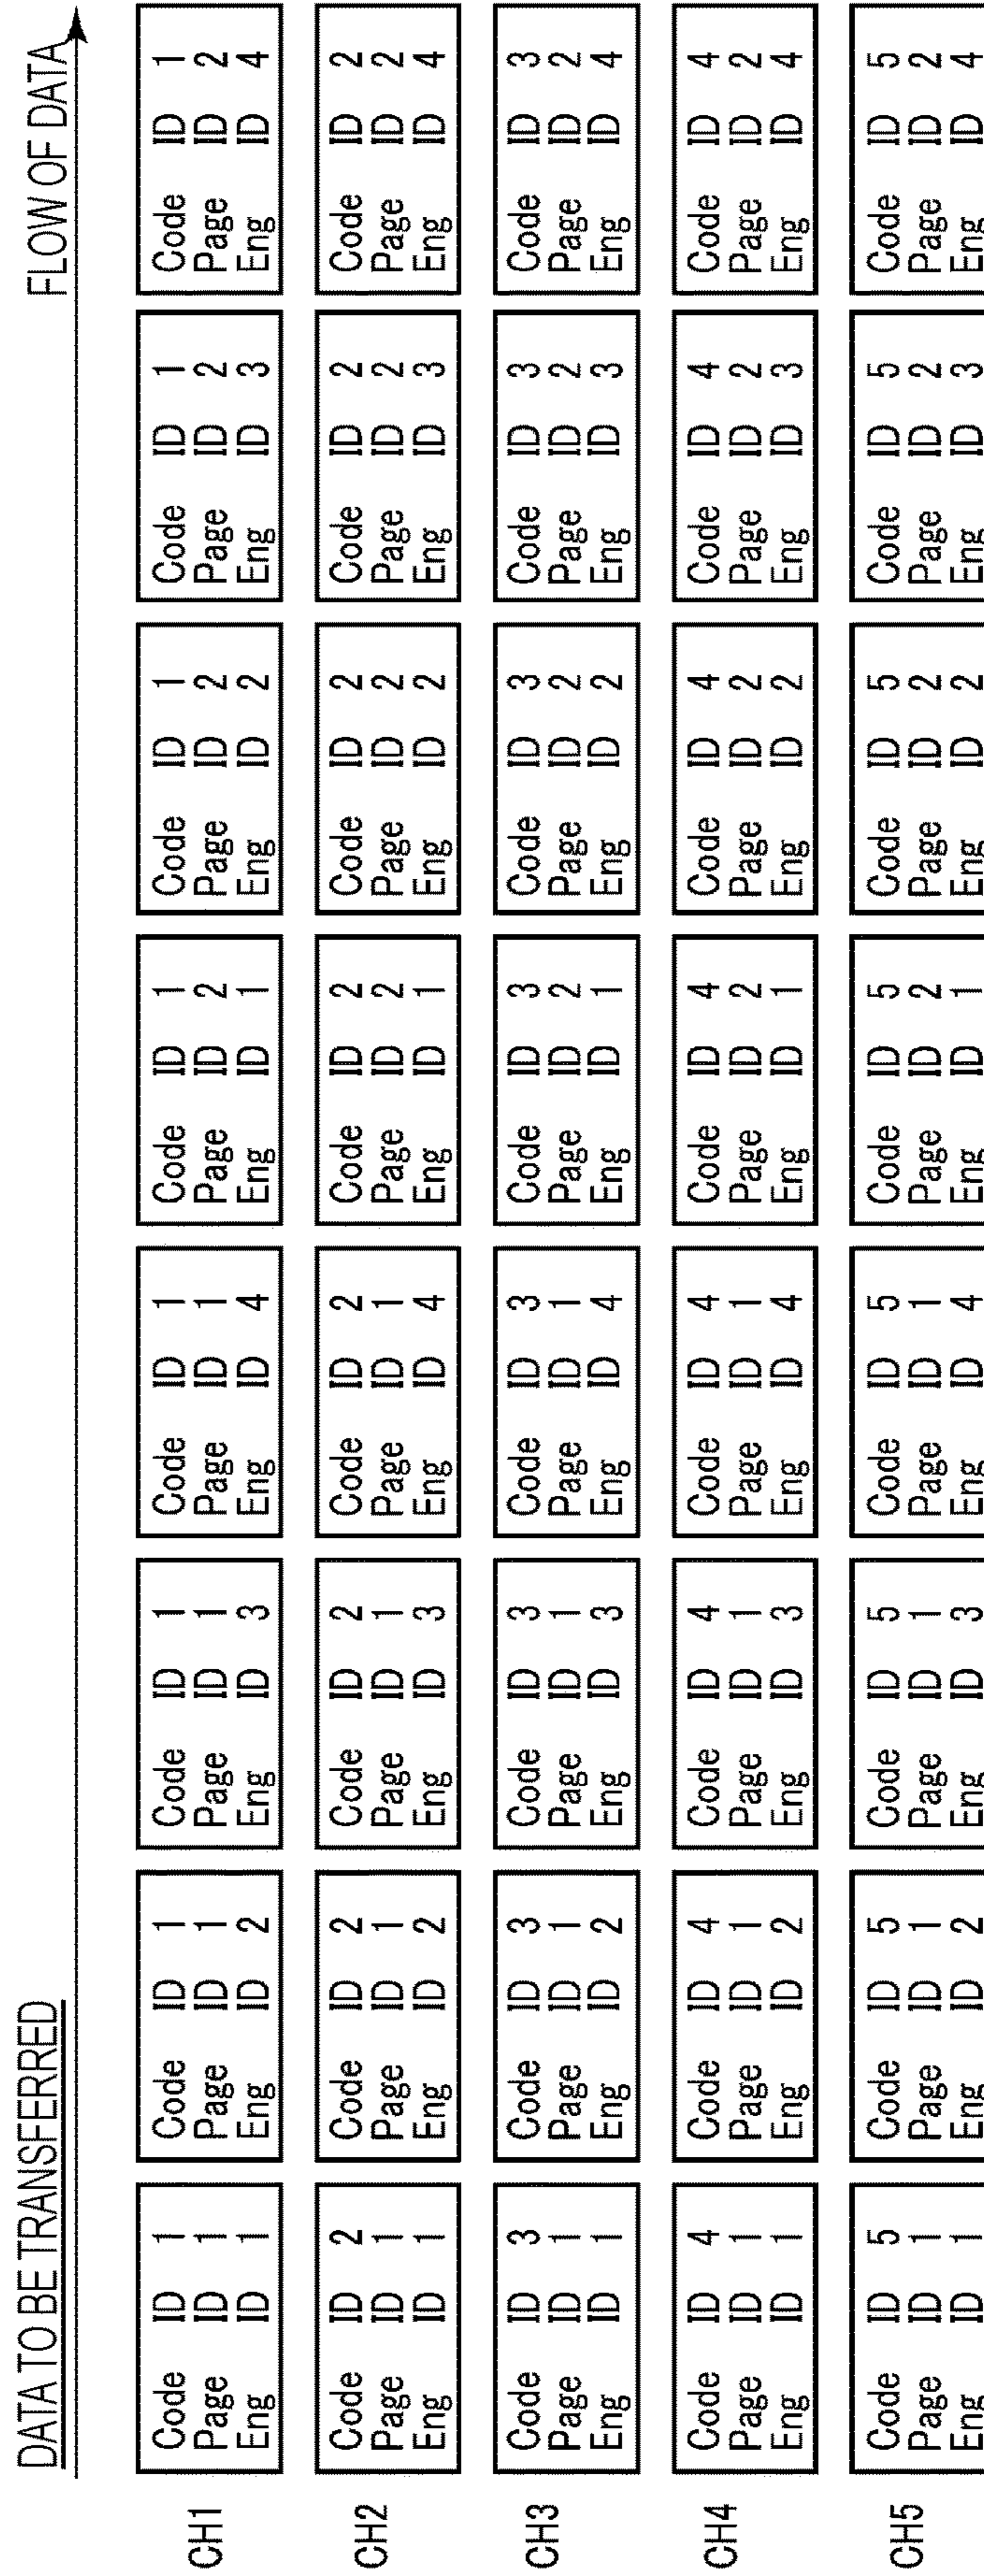 DATA TO BE TRANSFERRED
FLOW OF DATA
CH1
Code ID 1 Code ID 1 Code ID 1 Code ID 1 Code ID 1 Code ID 1 Code ID 1 Code ID 1
Page ID 1 Page ID 1 Page ID 1 Page ID 1 Page ID 2 Page ID 2 Page ID 2 Page ID 2
Eng ID 1 Eng ID 2 Eng ID 3 Eng ID 4 Eng ID 1 Eng ID 2 Eng ID 3 Eng ID 4
CH2
Code ID 2 Code ID 2 Code ID 2 Code ID 2 Code ID 2 Code ID 2 Code ID 2 Code ID 2
Page ID 1 Page ID 1 Page ID 1 Page ID 1 Page ID 2 Page ID 2 Page ID 2 Page ID 2
Eng ID 1 Eng ID 2 Eng ID 3 Eng ID 4 Eng ID 1 Eng ID 2 Eng ID 3 Eng ID 4
CH3
Code ID 3 Code ID 3 Code ID 3 Code ID 3 Code ID 3 Code ID 3 Code ID 3 Code ID 3
Page ID 1 Page ID 1 Page ID 1 Page ID 1 Page ID 2 Page ID 2 Page ID 2 Page ID 2
Eng ID 1 Eng ID 2 Eng ID 3 Eng ID 4 Eng ID 1 Eng ID 2 Eng ID 3 Eng ID 4
CH4
Code ID 4 Code ID 4 Code ID 4 Code ID 4 Code ID 4 Code ID 4 Code ID 4 Code ID 4
Page ID 1 Page ID 1 Page ID 1 Page ID 1 Page ID 2 Page ID 2 Page ID 2 Page ID 2
Eng ID 1 Eng ID 2 Eng ID 3 Eng ID 4 Eng ID 1 Eng ID 2 Eng ID 3 Eng ID 4
CH5
Code ID 5 Code ID 5 Code ID 5 Code ID 5 Code ID 5 Code ID 5 Code ID 5 Code ID 5
Page ID 1 Page ID 1 Page ID 1 Page ID 1 Page ID 2 Page ID 2 Page ID 2 Page ID 2
Eng ID 1 Eng ID 2 Eng ID 3 Eng ID 4 Eng ID 1 Eng ID 2 Eng ID 3 Eng ID 4